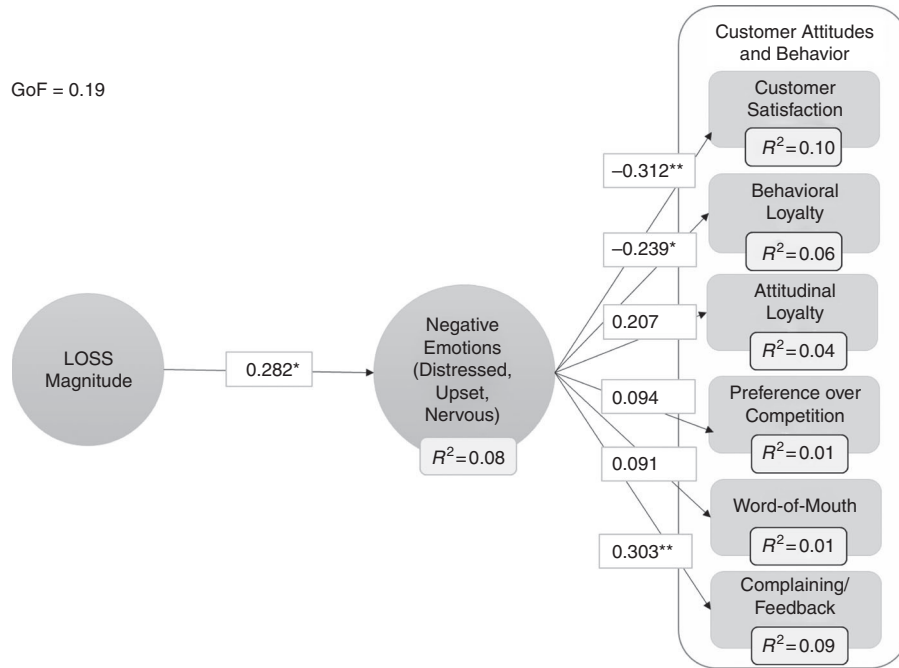 GoF = 0.19
LOSS
Magnitude
0.282*
Negative
Emotions
(Distressed,
Upset,
Nervous)
R²=0.08
–0.312**
–0.239*
0.207
0.094
0.091
0.303**
Customer Attitudes
and Behavior
Customer
Satisfaction
R²=0.10
Behavioral
Loyalty
R²=0.06
Attitudinal
Loyalty
R²=0.04
Preference over
Competition
R²=0.01
Word-of-Mouth
R²=0.01
Complaining/
Feedback
R²=0.09